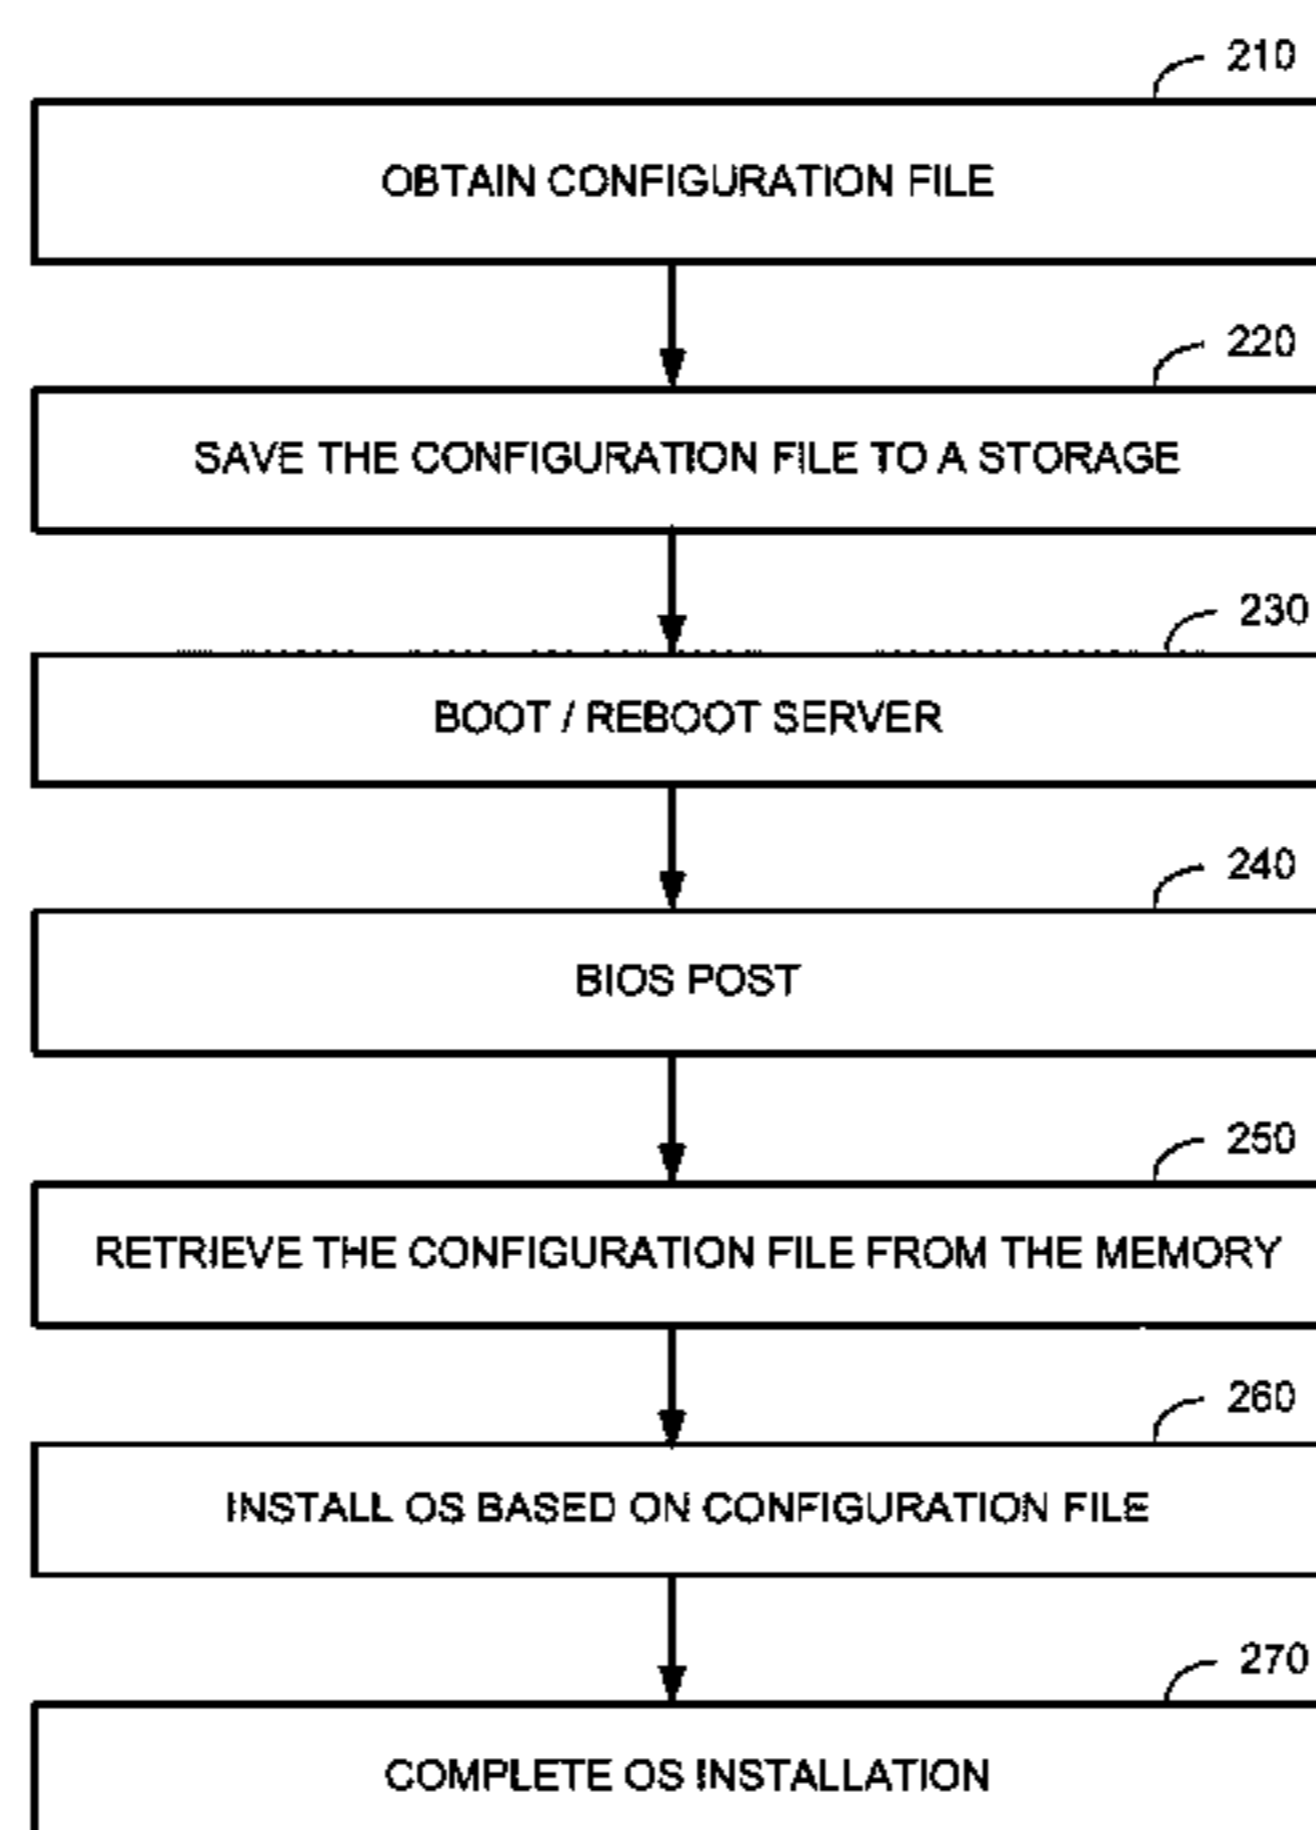 210
OBTAIN CONFIGURATION FILE
220
SAVE THE CONFIGURATION FILE TO A STORAGE
230
BOOT / REBOOT SERVER
240
BIOS POST
250
RETRIEVE THE CONFIGURATION FILE FROM THE MEMORY
260
INSTALL OS BASED ON CONFIGURATION FILE
270
COMPLETE OS INSTALLATION